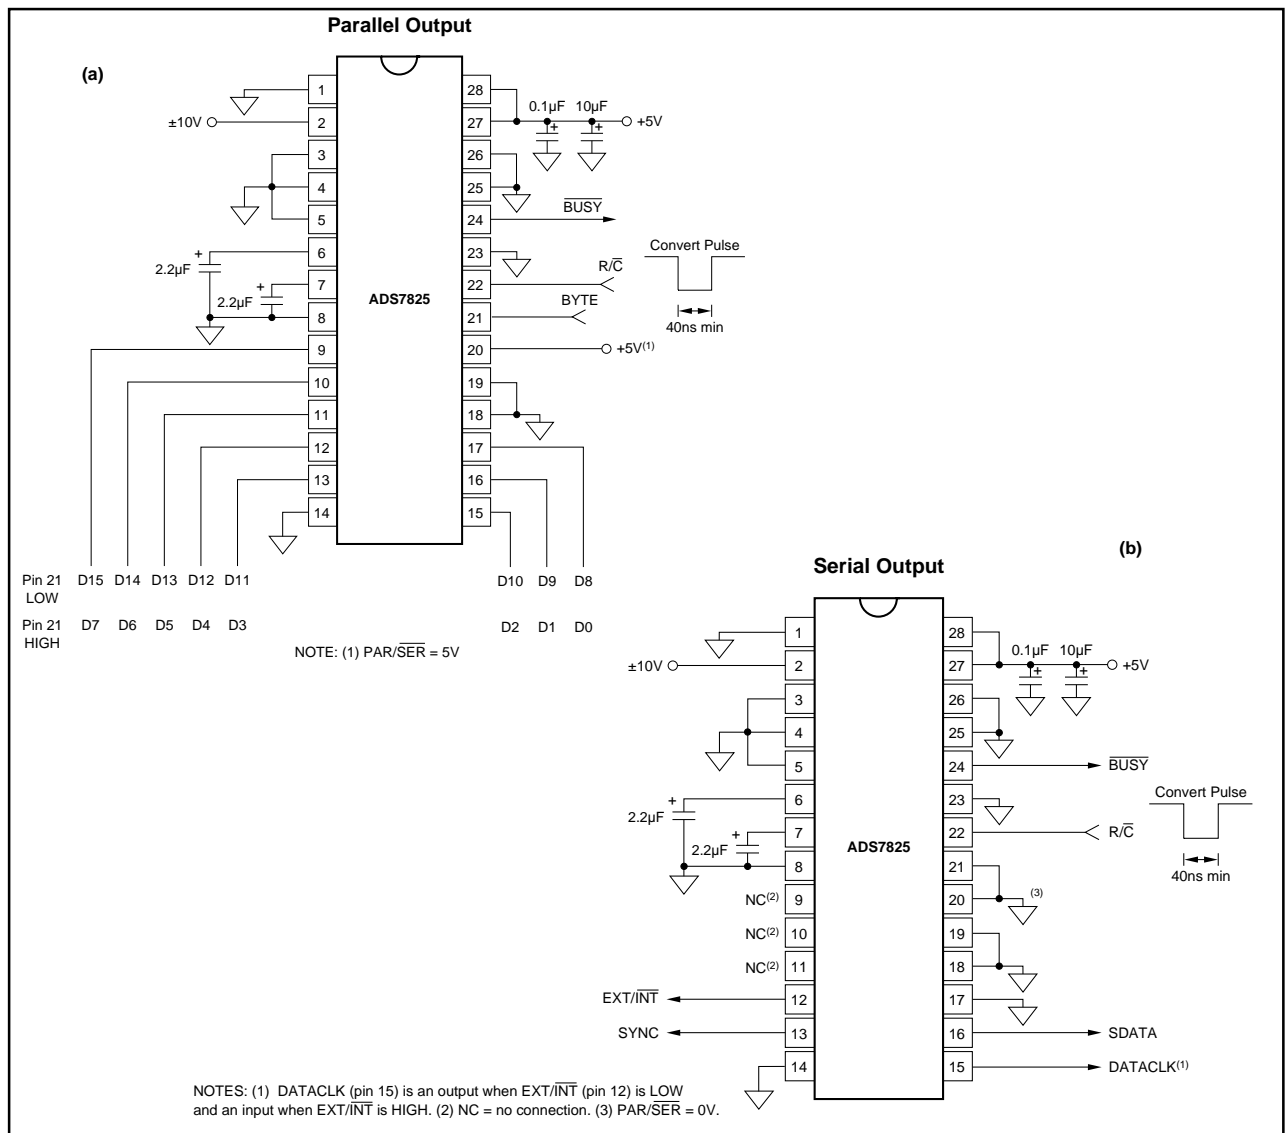 Parallel Output
(a)
1
28
0.1µF
10µF
±10V
2
27
+
+
+5V
3
26
4
25
5
24
BUSY
6
23
+
2.2µF
Convert Pulse
7
22
R/C
+
2.2µF
ADS7825
BYTE
8
21
40ns min
9
20
+5V(1)
10
19
11
18
12
17
13
16
14
15
Pin 21 LOW
D15
D14
D13
D12
D11
D10
D9
D8
Pin 21 HIGH
D7
D6
D5
D4
D3
D2
D1
D0
NOTE: (1) PAR/SER = 5V
(b)
Serial Output
1
28
0.1µF
10µF
±10V
2
27
+
+
+5V
3
26
4
25
5
24
BUSY
6
23
+
2.2µF
Convert Pulse
7
22
R/C
+
2.2µF
ADS7825
8
21
40ns min
NC(2)
9
20
(3)
NC(2)
10
19
NC(2)
11
18
EXT/INT
12
17
SYNC
13
16
SDATA
14
15
DATACLK(1)
NOTES: (1) DATACLK (pin 15) is an output when EXT/INT (pin 12) is LOW
and an input when EXT/INT is HIGH. (2) NC = no connection. (3) PAR/SER = 0V.